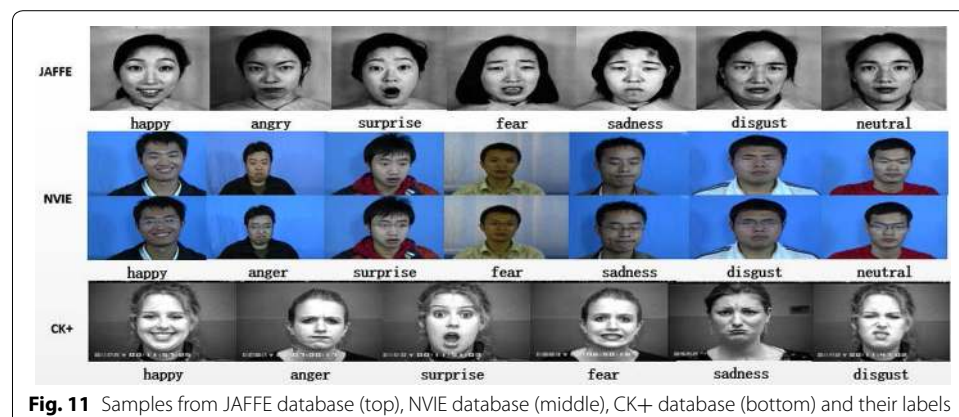 JAFFE
happy angry surprise fear sadness disgust neutral
NVIE
happy anger surprise fear sadness disgust neutral
CK+
happy anger surprise fear sadness disgust
Fig. 11 Samples from JAFFE database (top), NVIE database (middle), CK+ database (bottom) and their labels